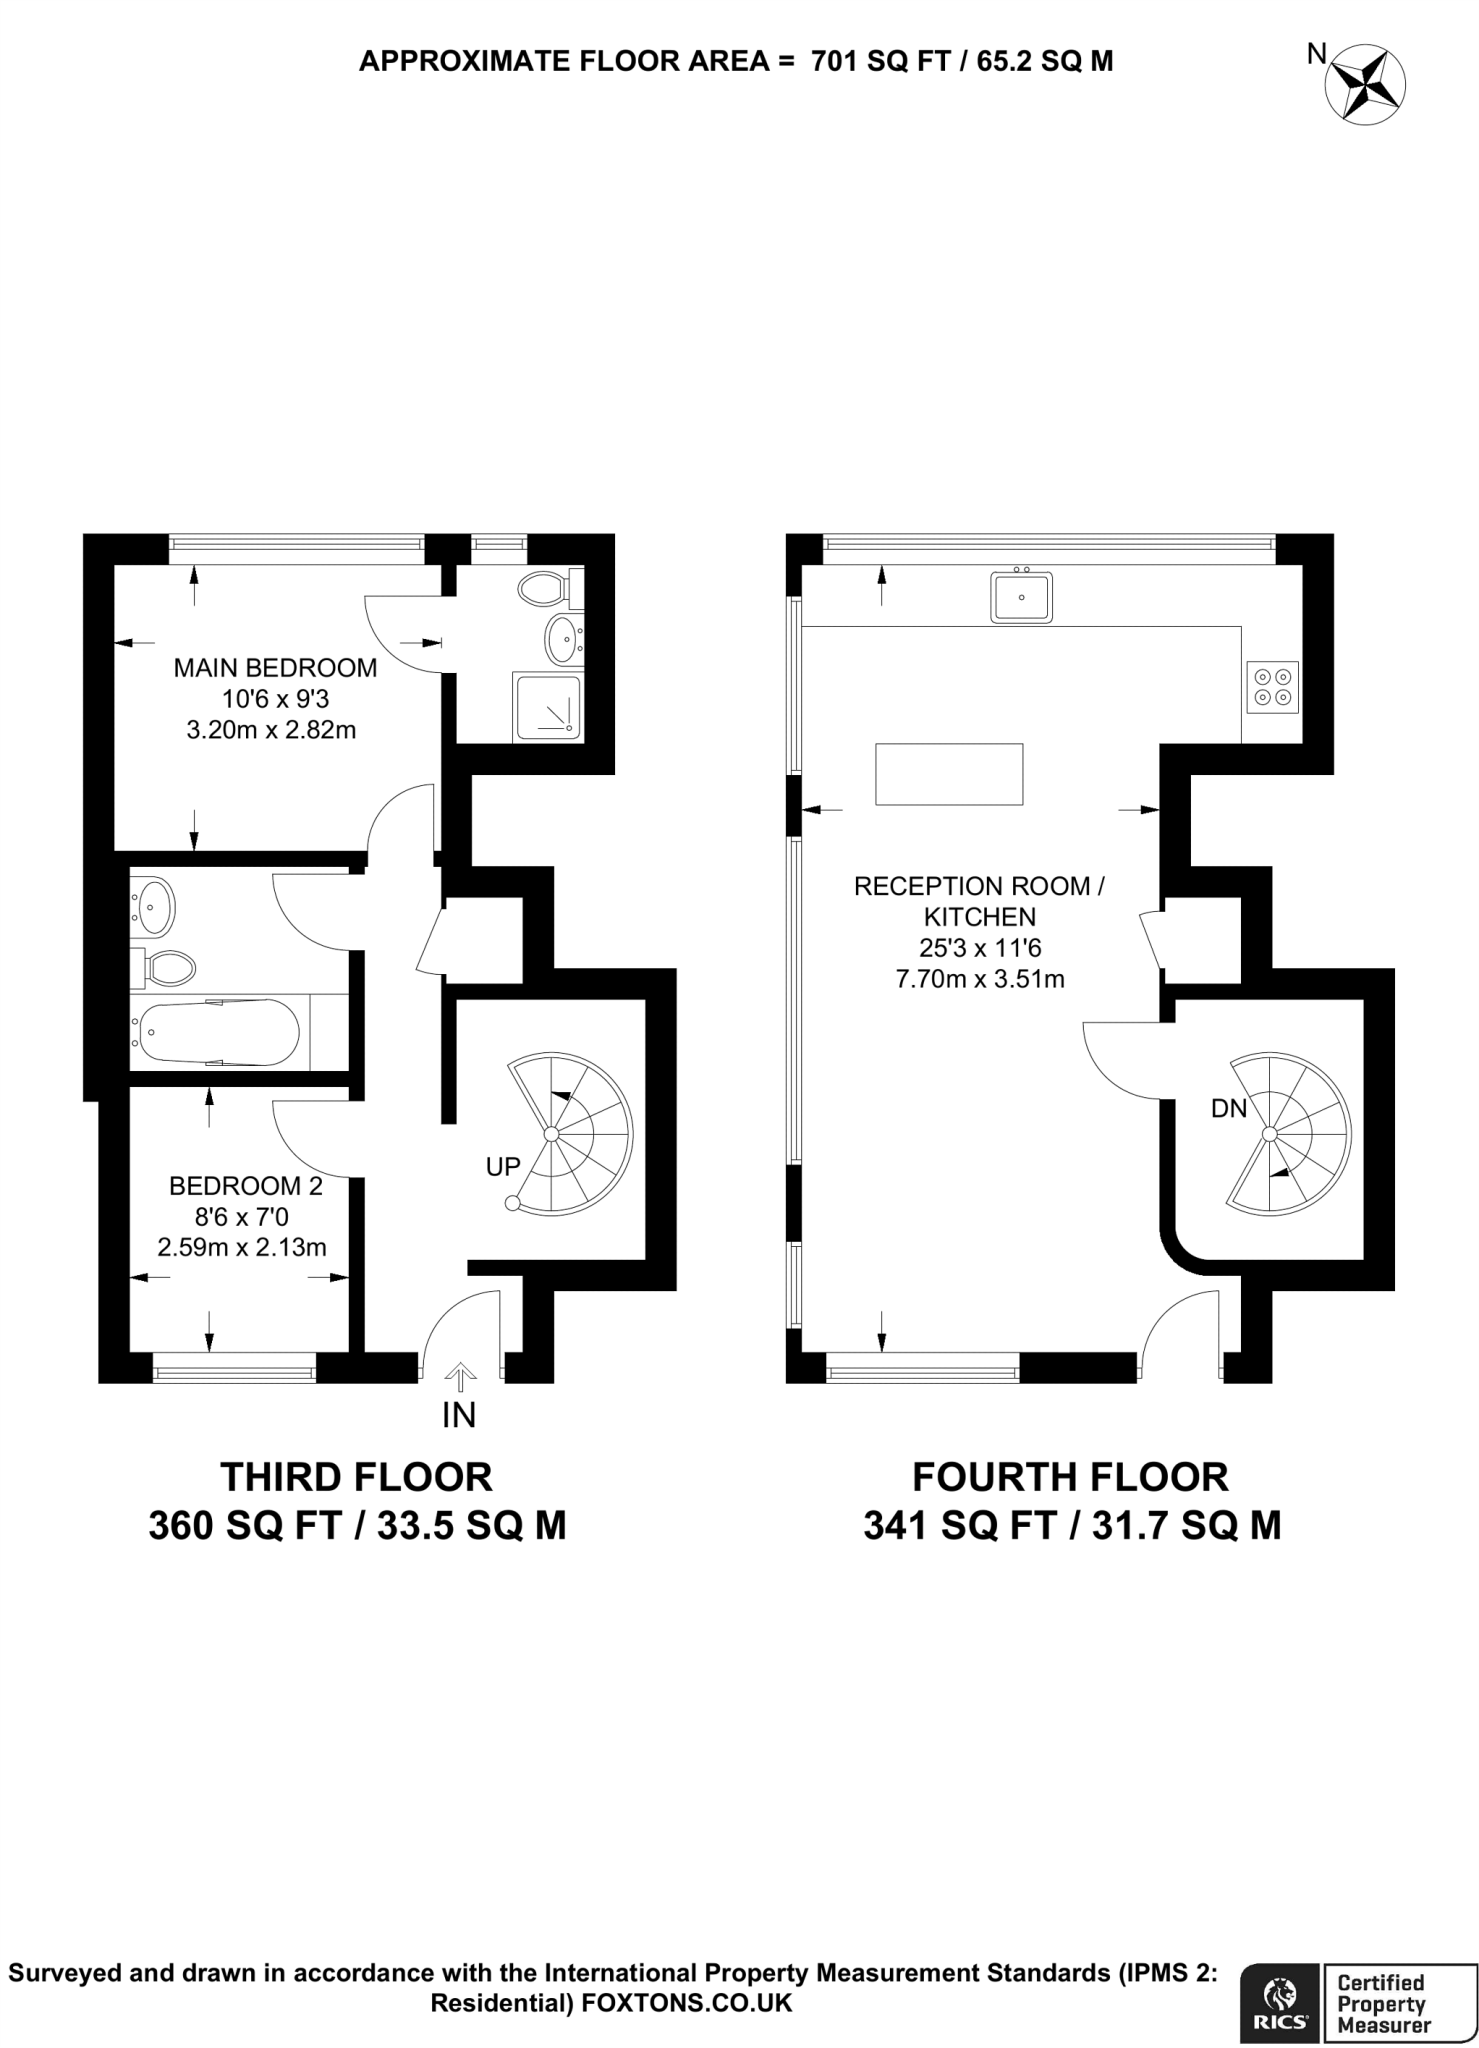 APPROXIMATE FLOOR AREA = 701 SQ FT / 65.2 SQ M
N
MAIN BEDROOM
10'6 x 9'3
3.20m x 2.82m
UP
BEDROOM 2
8'6 x 7'0
2.59m x 2.13m
IN
THIRD FLOOR
360 SQ FT / 33.5 SQ M
RECEPTION ROOM /
KITCHEN
25'3 x 11'6
7.70m x 3.51m
DN
FOURTH FLOOR
341 SQ FT / 31.7 SQ M
Surveyed and drawn in accordance with the International Property Measurement Standards (IPMS 2:
Residential) FOXTONS.CO.UK
RICS
Certified
Property
Measurer